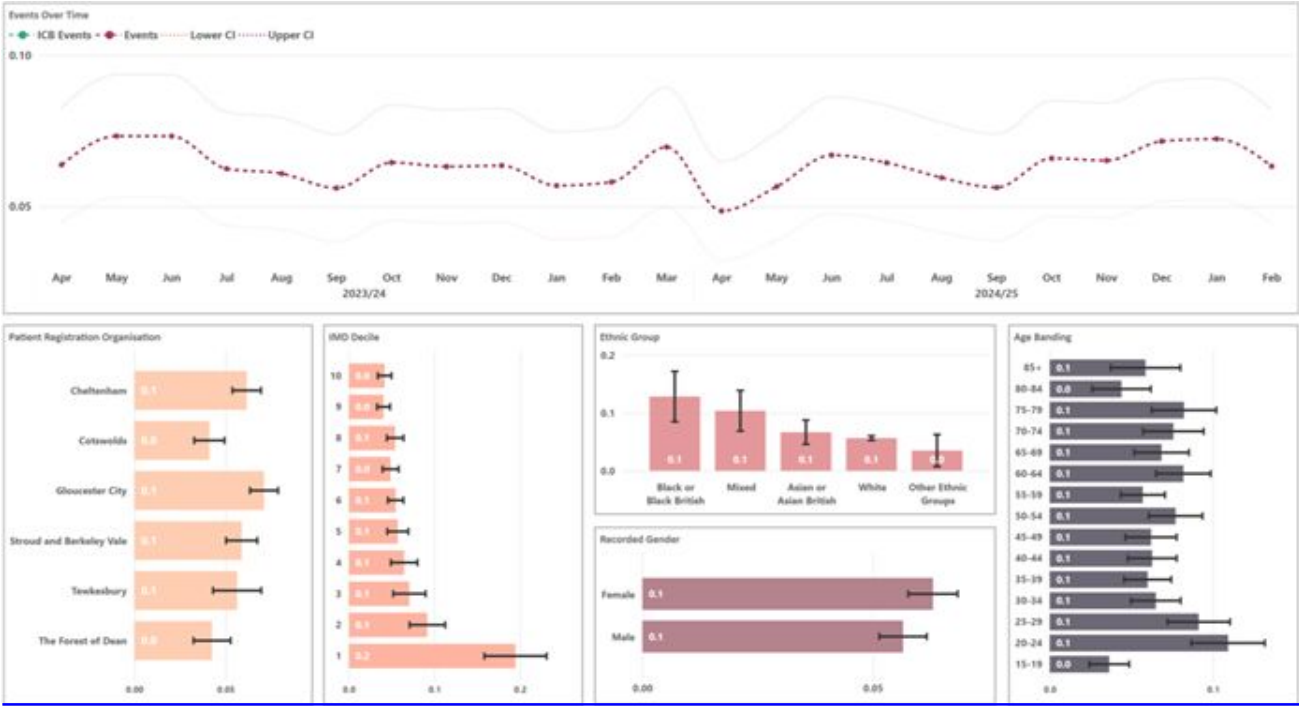 Events Over Time
ICB Events Events Lower CI Upper CI
0.10
0.05
Apr May Jun Jul Aug Sep Oct Nov Dec Jan Feb Mar Apr May Jun Jul Aug Sep Oct Nov Dec Jan Feb
2023/24 2024/25
Patient Registration Organisation
Cheltenham 0.1
Cotswolds 0.0
Gloucester City 0.1
Stroud and Berkeley Vale 0.1
Tewkesbury 0.1
The Forest of Dean 0.0
0.00 0.05
IMD Decile
10 0.0
9 0.0
8 0.1
7 0.0
6 0.1
5 0.1
4 0.1
3 0.1
2 0.1
1 0.2
0.0 0.1 0.2
Ethnic Group
0.2
0.1
0.0
0.1 0.1 0.1 0.1 0.0
Black or Mixed Asian or White Other Ethnic
Black British Asian British Groups
Recorded Gender
Female 0.1
Male 0.1
0.00 0.05
Age Banding
85+ 0.1
80-84 0.0
75-79 0.1
70-74 0.1
65-69 0.1
60-64 0.1
55-59 0.1
50-54 0.1
45-49 0.1
40-44 0.1
35-39 0.1
30-34 0.1
25-29 0.1
20-24 0.1
15-19 0.0
0.0 0.1